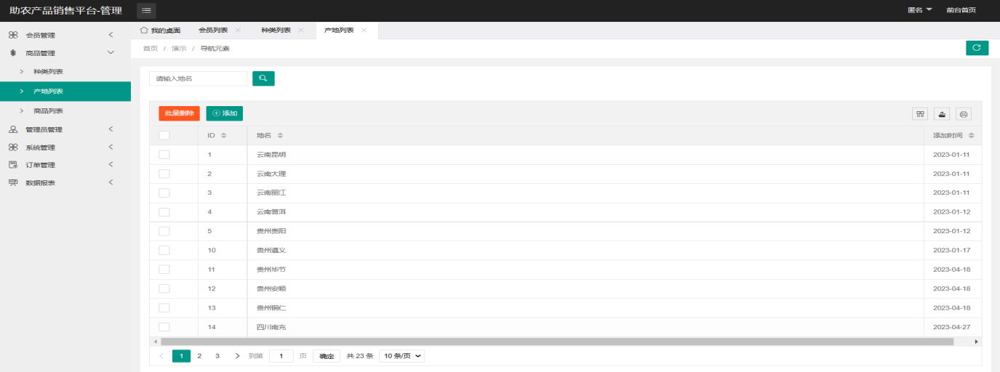 助农产品销售平台-管理 匿名 前台首页
会员管理
商品管理
种类列表
产地列表
商品列表
管理员管理
系统管理
订单管理
数据报表
我的桌面 会员列表 种类列表 产地列表
首页 / 演示 / 导航元素
请输入地名
批量删除 添加
ID 地名 添加时间
1 云南昆明 2023-01-11
2 云南大理 2023-01-11
3 云南丽江 2023-01-11
4 云南普洱 2023-01-12
5 贵州贵阳 2023-01-12
10 贵州遵义 2023-01-17
11 贵州毕节 2023-04-18
12 贵州安顺 2023-04-18
13 贵州铜仁 2023-04-18
14 四川南充 2023-04-27
1 2 3 到第 1 页 确定 共 23 条 10 条/页